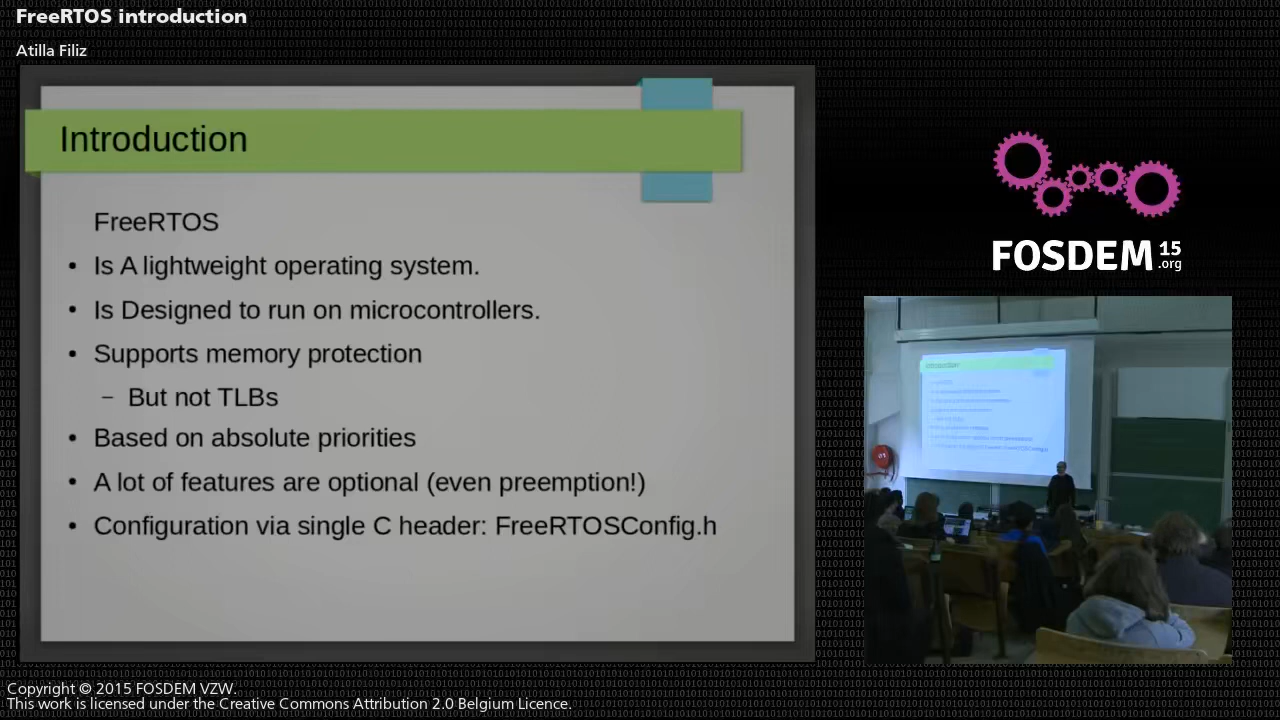 FreeRTOS introduction
Atilla Filiz
Introduction
FreeRTOS
• Is A lightweight operating system.
• Is Designed to run on microcontrollers.
• Supports memory protection
– But not TLBs
• Based on absolute priorities
• A lot of features are optional (even preemption!)
• Configuration via single C header: FreeRTOSConfig.h
FOSDEM 15
.org
Introduction
Copyright © 2015 FOSDEM VZW.
This work is licensed under the Creative Commons Attribution 2.0 Belgium Licence.